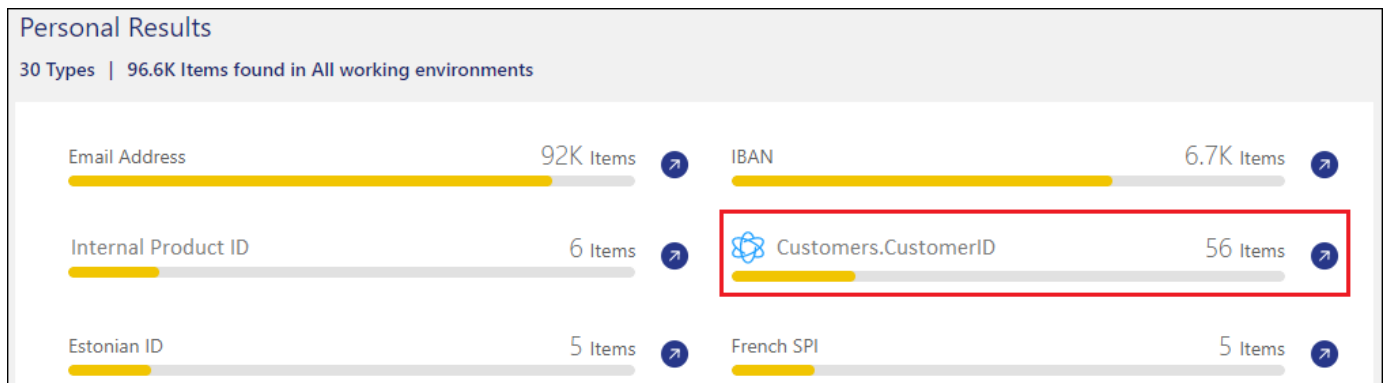 Personal Results
30 Types | 96.6K Items found in All working environments
Email Address 92K Items
IBAN 6.7K Items
Internal Product ID 6 Items
Customers.CustomerID 56 Items
Estonian ID 5 Items
French SPI 5 Items